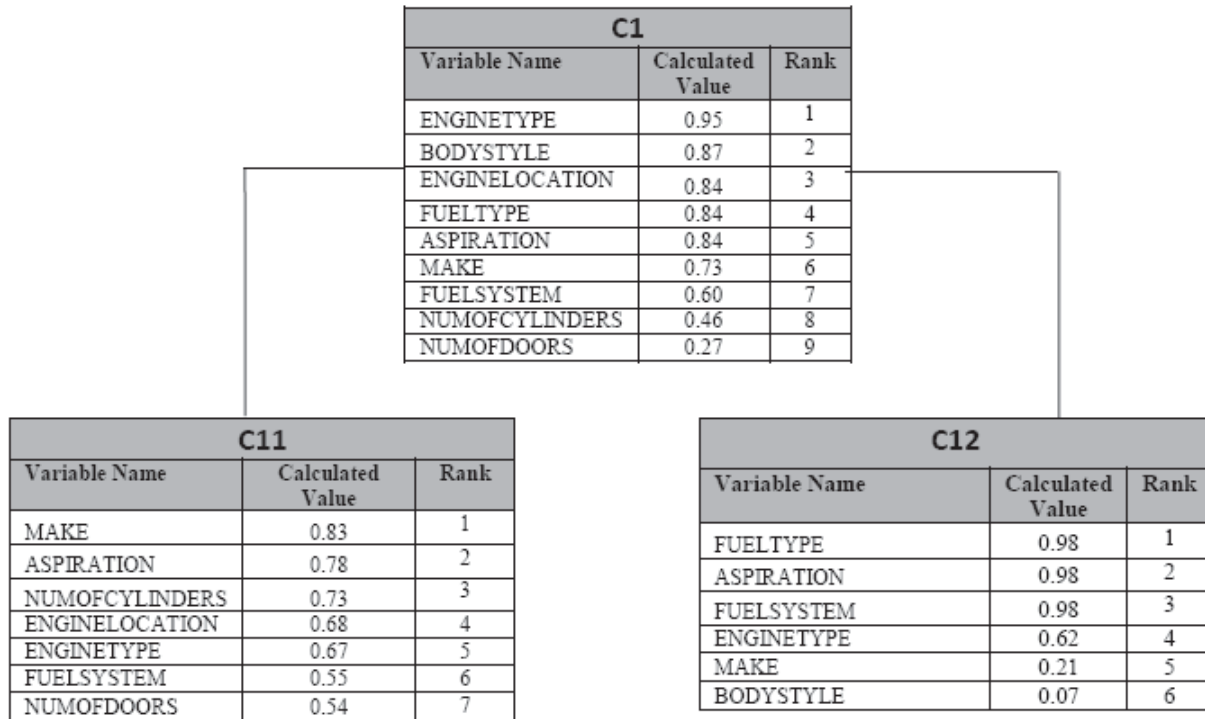 C1
Variable Name Calculated Value Rank
ENGINETYPE 0.95 1
BODYSTYLE 0.87 2
ENGINELOCATION 0.84 3
FUELTYPE 0.84 4
ASPIRATION 0.84 5
MAKE 0.73 6
FUELSYSTEM 0.60 7
NUMOFCYLINDERS 0.46 8
NUMOFDOORS 0.27 9
C11
Variable Name Calculated Value Rank
MAKE 0.83 1
ASPIRATION 0.78 2
NUMOFCYLINDERS 0.73 3
ENGINELOCATION 0.68 4
ENGINETYPE 0.67 5
FUELSYSTEM 0.55 6
NUMOFDOORS 0.54 7
C12
Variable Name Calculated Value Rank
FUELTYPE 0.98 1
ASPIRATION 0.98 2
FUELSYSTEM 0.98 3
ENGINETYPE 0.62 4
MAKE 0.21 5
BODYSTYLE 0.07 6